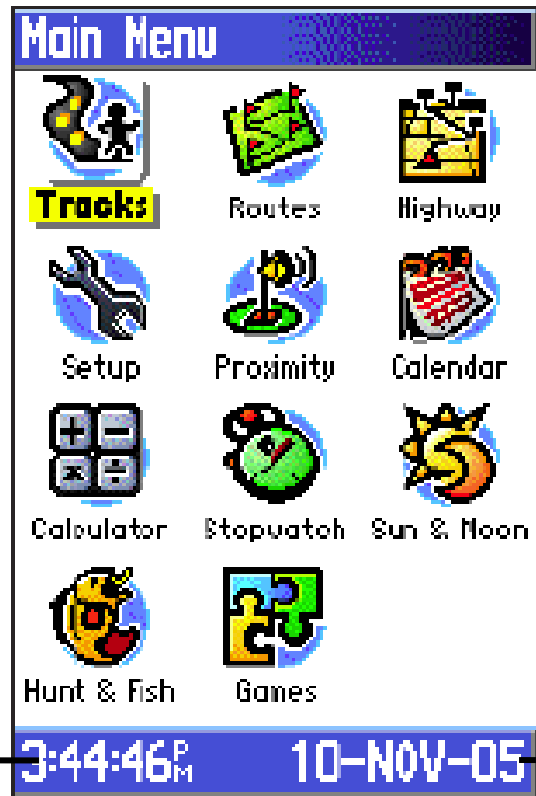 Main Menu
Tracks Routes Highway
Setup Proximity Calendar
Calculator Stopwatch Sun & Moon
Hunt & Fish Games
3:44:46PM 10-NOV-05